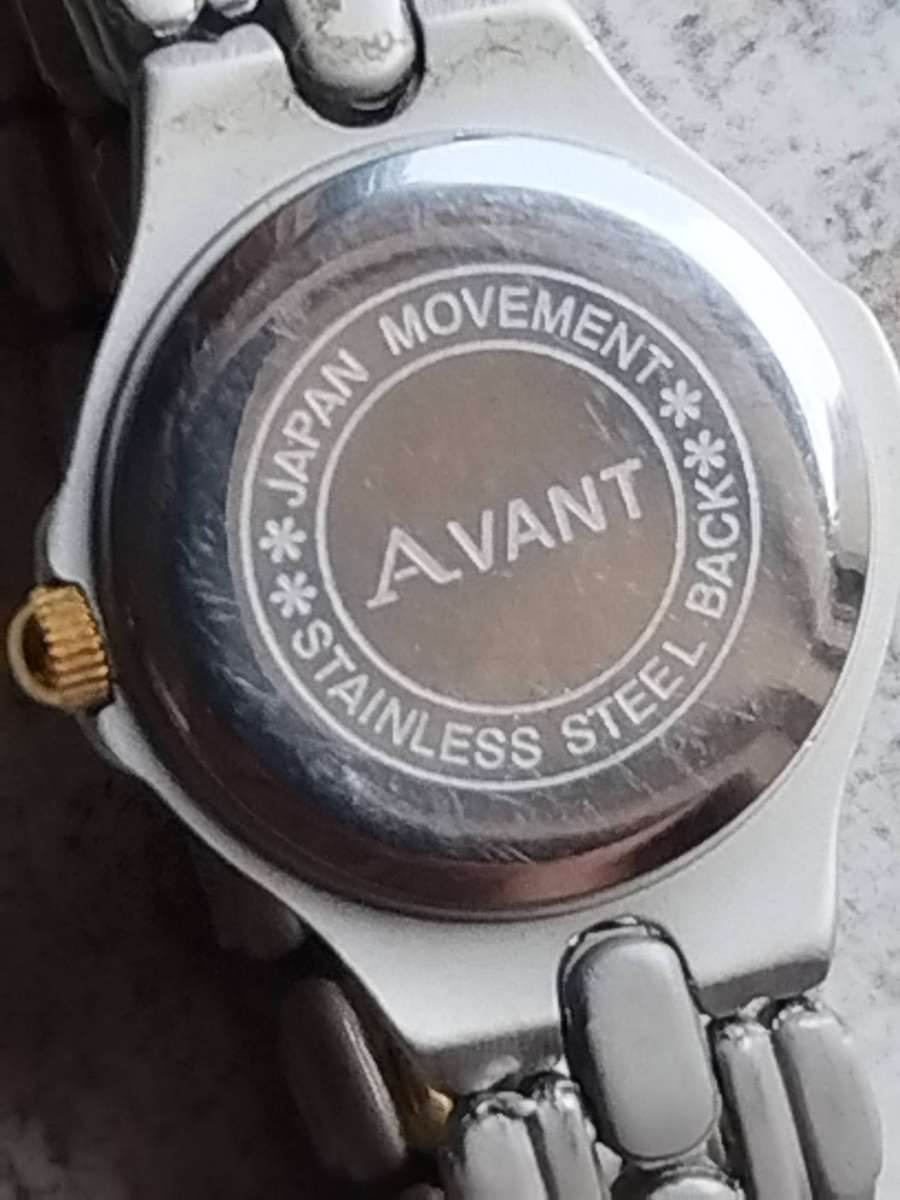 ✻JAPAN MOVEMENT✻
AVANT
✻STAINLESS STEEL BACK✻